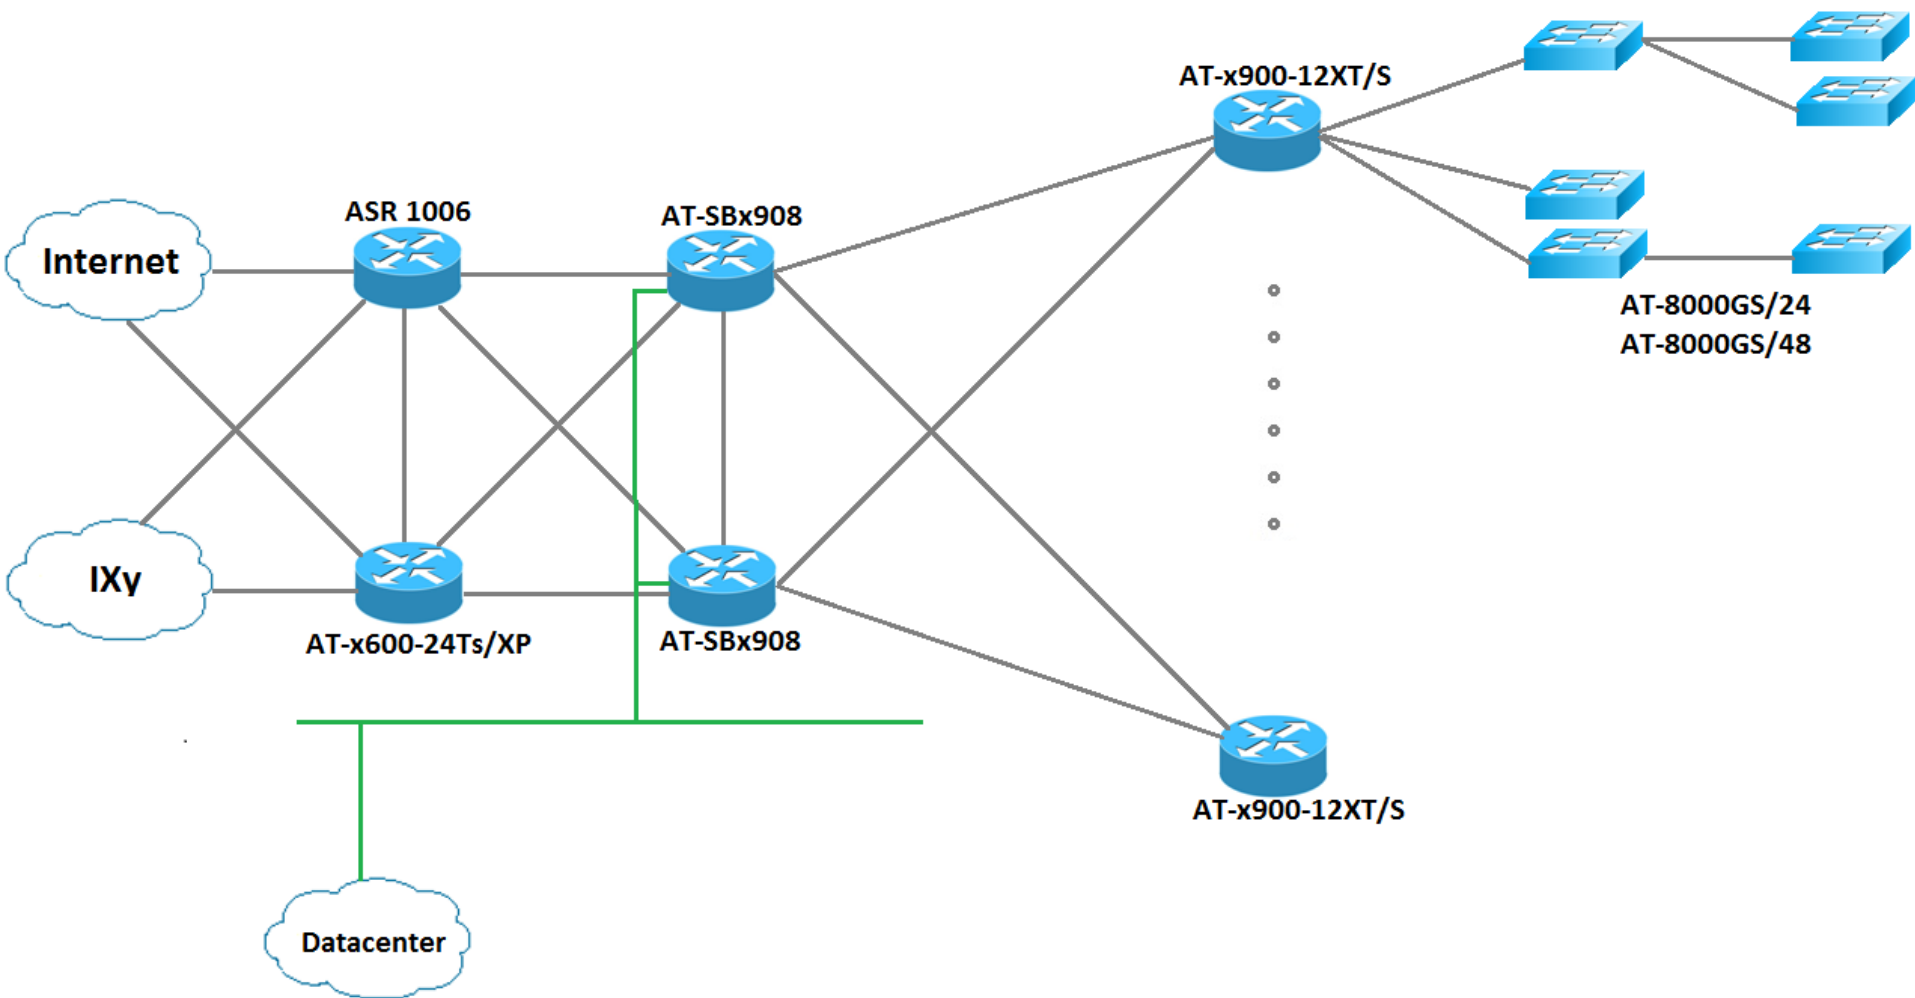 AT-x900-12XT/S
ASR 1006
AT-SBx908
Internet
AT-8000GS/24
AT-8000GS/48
IXy
AT-x600-24Ts/XP
AT-SBx908
AT-x900-12XT/S
Datacenter